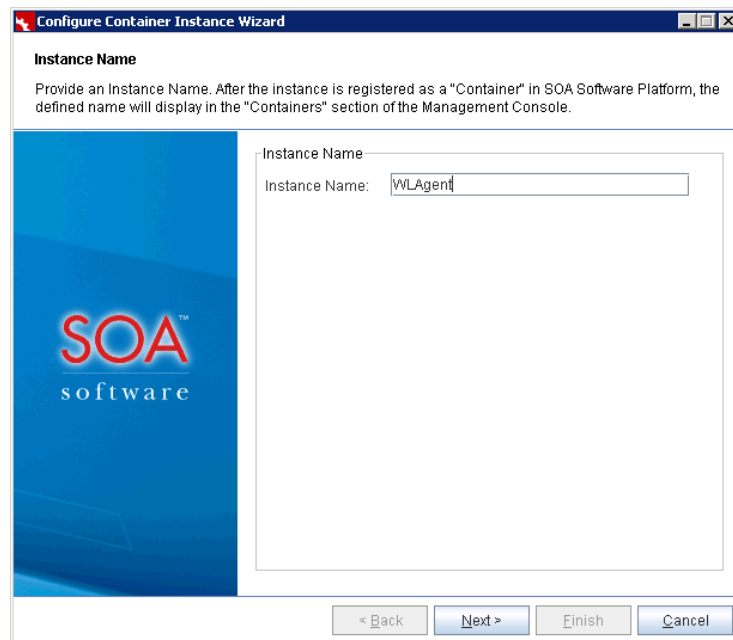 Configure Container Instance Wizard
Instance Name
Provide an Instance Name. After the instance is registered as a "Container" in SOA Software Platform, the
defined name will display in the "Containers" section of the Management Console.
Instance Name
Instance Name: WLAgent
SOA™
software
< Back Next > Finish Cancel